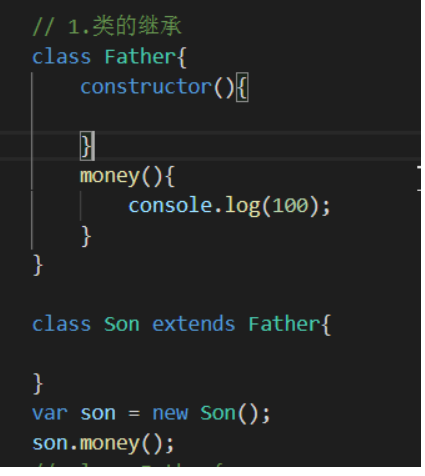 // 1.类的继承
class Father{
    constructor(){

    }
    money(){
        console.log(100);
    }
}

class Son extends Father{

}
var son = new Son();
son.money();